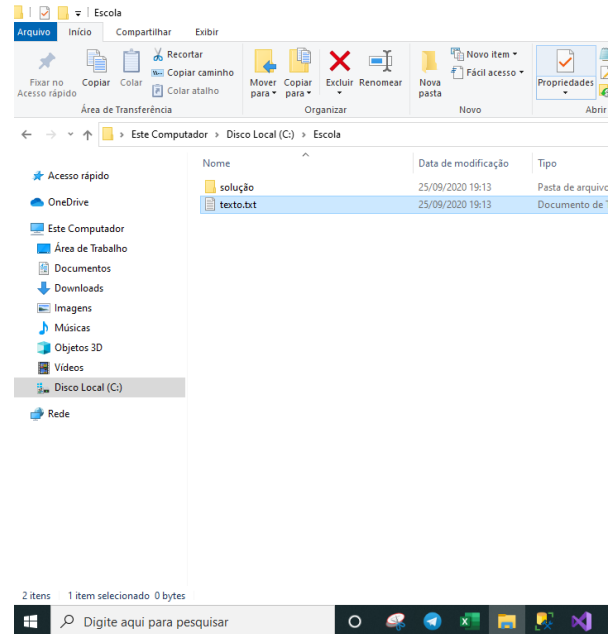 Escola
Arquivo Início Compartilhar Exibir
Fixar no Acesso rápido
Copiar
Colar
Recortar
Copiar caminho
Colar atalho
Mover para
Copiar para
Excluir
Renomear
Nova pasta
Novo item
Fácil acesso
Propriedades
Área de Transferência Organizar Novo Abrir
Este Computador > Disco Local (C:) > Escola
Nome Data de modificação Tipo
solução 25/09/2020 19:13 Pasta de arquivo
texto.txt 25/09/2020 19:13 Documento de
Acesso rápido
OneDrive
Este Computador
Área de Trabalho
Documentos
Downloads
Imagens
Músicas
Objetos 3D
Vídeos
Disco Local (C:)
Rede
2 itens 1 item selecionado 0 bytes
Digite aqui para pesquisar